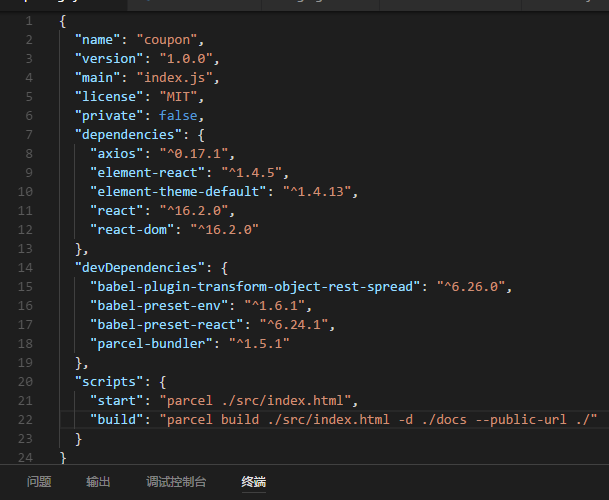 1 {
2 "name": "coupon",
3 "version": "1.0.0",
4 "main": "index.js",
5 "license": "MIT",
6 "private": false,
7 "dependencies": {
8 "axios": "^0.17.1",
9 "element-react": "^1.4.5",
10 "element-theme-default": "^1.4.13",
11 "react": "^16.2.0",
12 "react-dom": "^16.2.0"
13 },
14 "devDependencies": {
15 "babel-plugin-transform-object-rest-spread": "^6.26.0",
16 "babel-preset-env": "^1.6.1",
17 "babel-preset-react": "^6.24.1",
18 "parcel-bundler": "^1.5.1"
19 },
20 "scripts": {
21 "start": "parcel ./src/index.html",
22 "build": "parcel build ./src/index.html -d ./docs --public-url ./"
23 }
24 }
问题 输出 调试控制台 终端